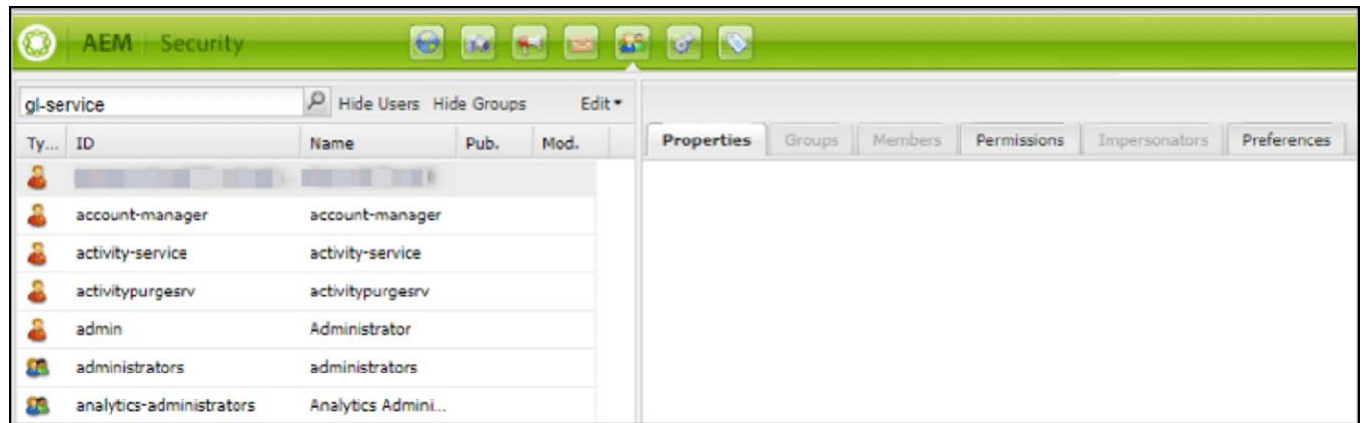 AEM Security
gl-service Hide Users Hide Groups Edit
Ty... ID Name Pub. Mod.
Properties Groups Members Permissions Impersonators Preferences
account-manager account-manager
activity-service activity-service
activitypurgesrv activitypurgesrv
admin Administrator
administrators administrators
analytics-administrators Analytics Admini...